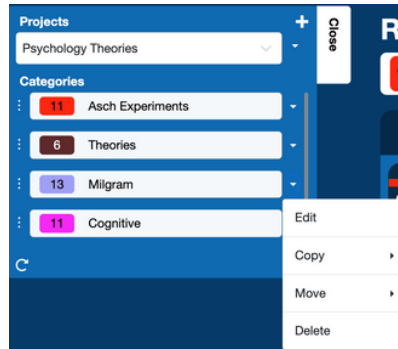 Projects
Psychology Theories
Categories
11 Asch Experiments
6 Theories
13 Milgram
11 Cognitive
Close
R
Edit
Copy
Move
Delete